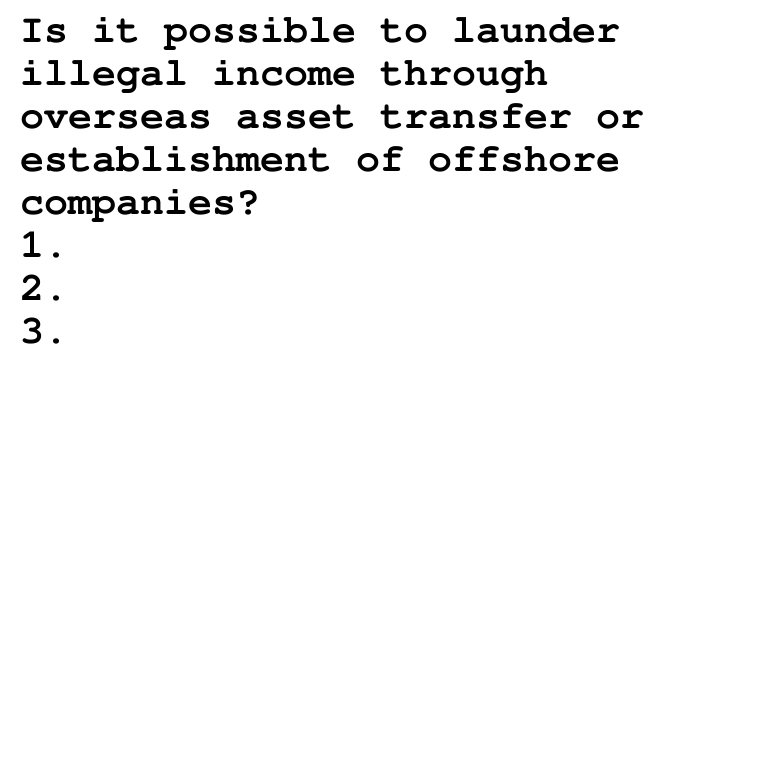 Is it possible to launder
illegal income through
overseas asset transfer or
establishment of offshore
companies?
1.
2.
3.